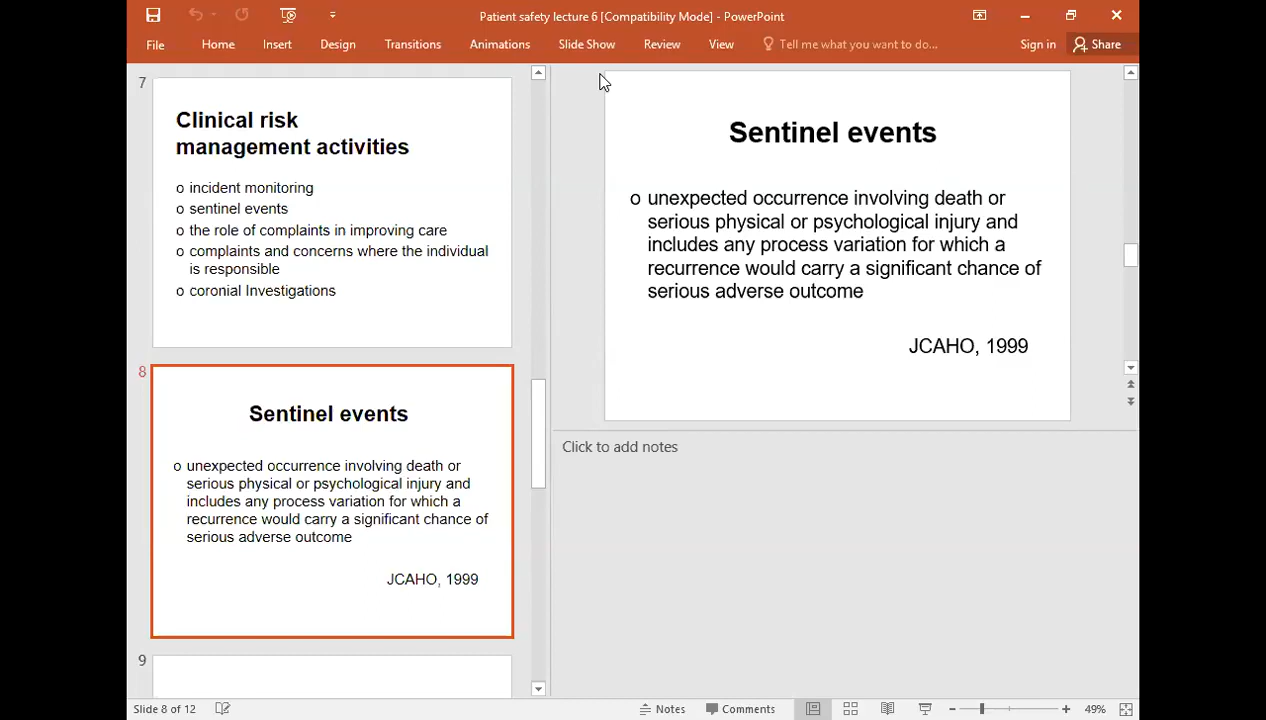 Patient safety lecture 6 [Compatibility Mode] - PowerPoint
File Home Insert Design Transitions Animations Slide Show Review View Tell me what you want to do... Sign in Share
7
Clinical risk
management activities
o incident monitoring
o sentinel events
o the role of complaints in improving care
o complaints and concerns where the individual
is responsible
o coronial Investigations
8
Sentinel events
o unexpected occurrence involving death or
serious physical or psychological injury and
includes any process variation for which a
recurrence would carry a significant chance of
serious adverse outcome
JCAHO, 1999
9
Sentinel events
o unexpected occurrence involving death or
serious physical or psychological injury and
includes any process variation for which a
recurrence would carry a significant chance of
serious adverse outcome
JCAHO, 1999
Click to add notes
Slide 8 of 12 Notes Comments 49%